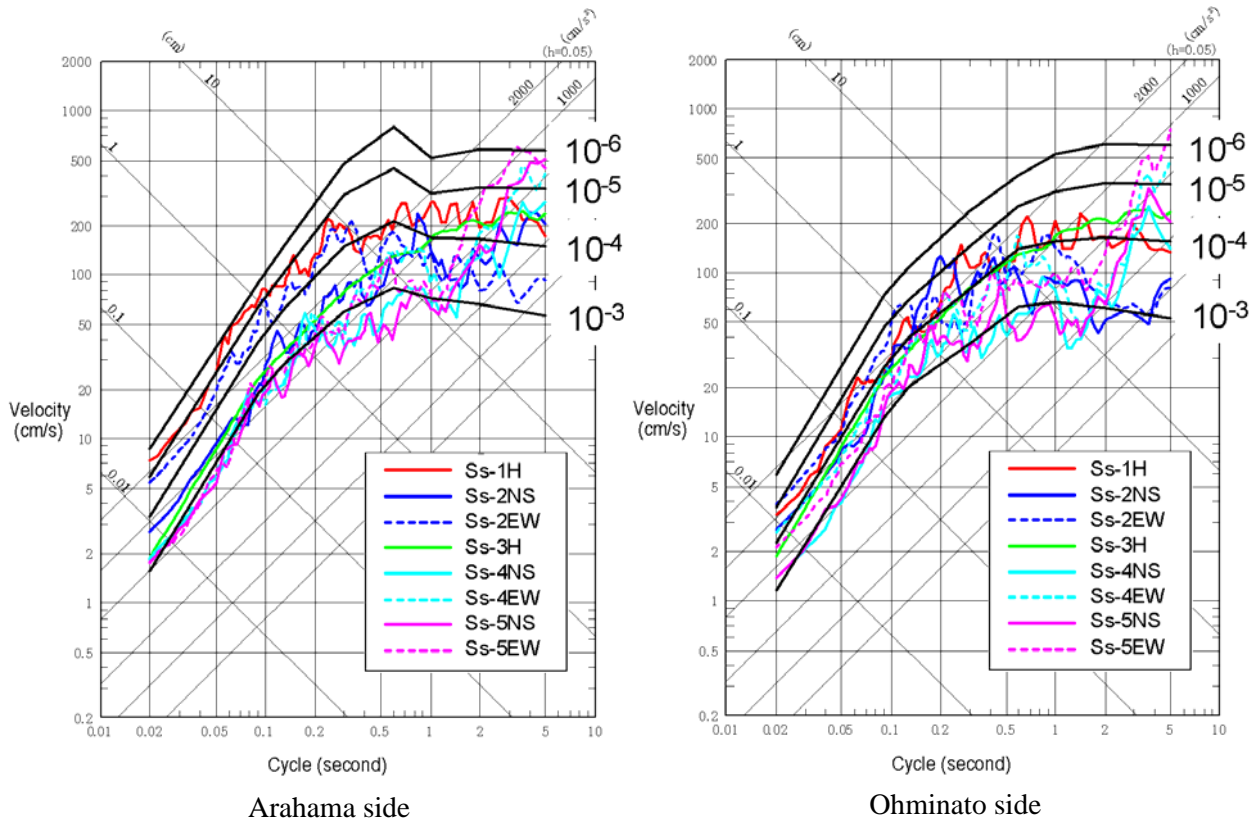 (cm)
(cm/s²)
(h=0.05)
2000
1000
500
200
100
50
20
10
5
2
1
0.5
0.2
Velocity
(cm/s)
10
1
0.1
0.01
2000
1000
10-6
10-5
10-4
10-3
Ss-1H
Ss-2NS
Ss-2EW
Ss-3H
Ss-4NS
Ss-4EW
Ss-5NS
Ss-5EW
0.01 0.02 0.05 0.1 0.2 0.5 1 2 5 10
Cycle (second)
Arahama side
(cm)
(cm/s²)
(h=0.05)
2000
1000
500
200
100
50
20
10
5
2
1
0.5
0.2
Velocity
(cm/s)
10
1
0.1
0.01
2000
1000
10-6
10-5
10-4
10-3
Ss-1H
Ss-2NS
Ss-2EW
Ss-3H
Ss-4NS
Ss-4EW
Ss-5NS
Ss-5EW
0.01 0.02 0.05 0.1 0.2 0.5 1 2 5 10
Cycle (second)
Ohminato side